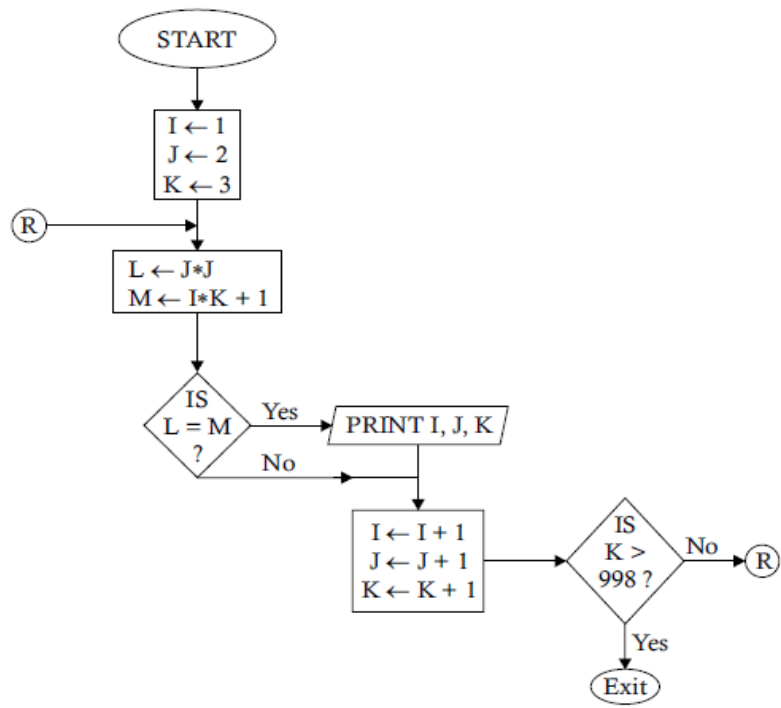 START
I ← 1
J ← 2
K ← 3
R
L ← J*J
M ← I*K + 1
IS
L = M
?
Yes
PRINT I, J, K
No
I ← I + 1
J ← J + 1
K ← K + 1
IS
K >
998 ?
No
R
Yes
Exit